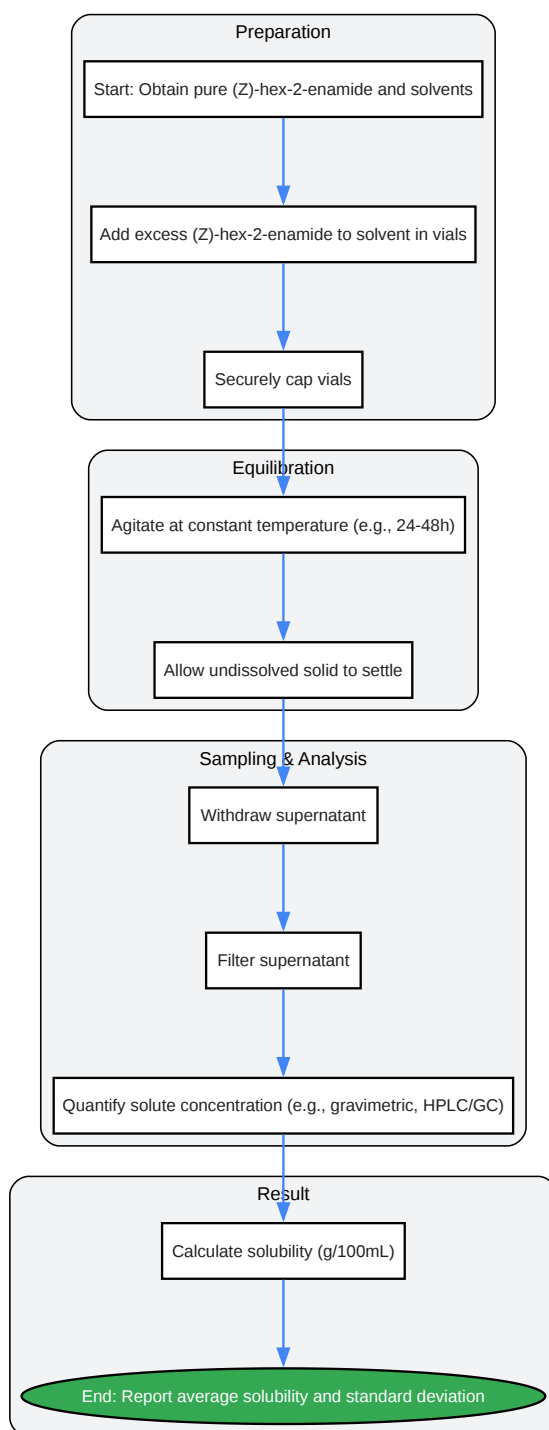 Preparation
Start: Obtain pure (Z)-hex-2-enamide and solvents
Add excess (Z)-hex-2-enamide to solvent in vials
Securely cap vials
Equilibration
Agitate at constant temperature (e.g., 24-48h)
Allow undissolved solid to settle
Sampling & Analysis
Withdraw supernatant
Filter supernatant
Quantify solute concentration (e.g., gravimetric, HPLC/GC)
Result
Calculate solubility (g/100mL)
End: Report average solubility and standard deviation